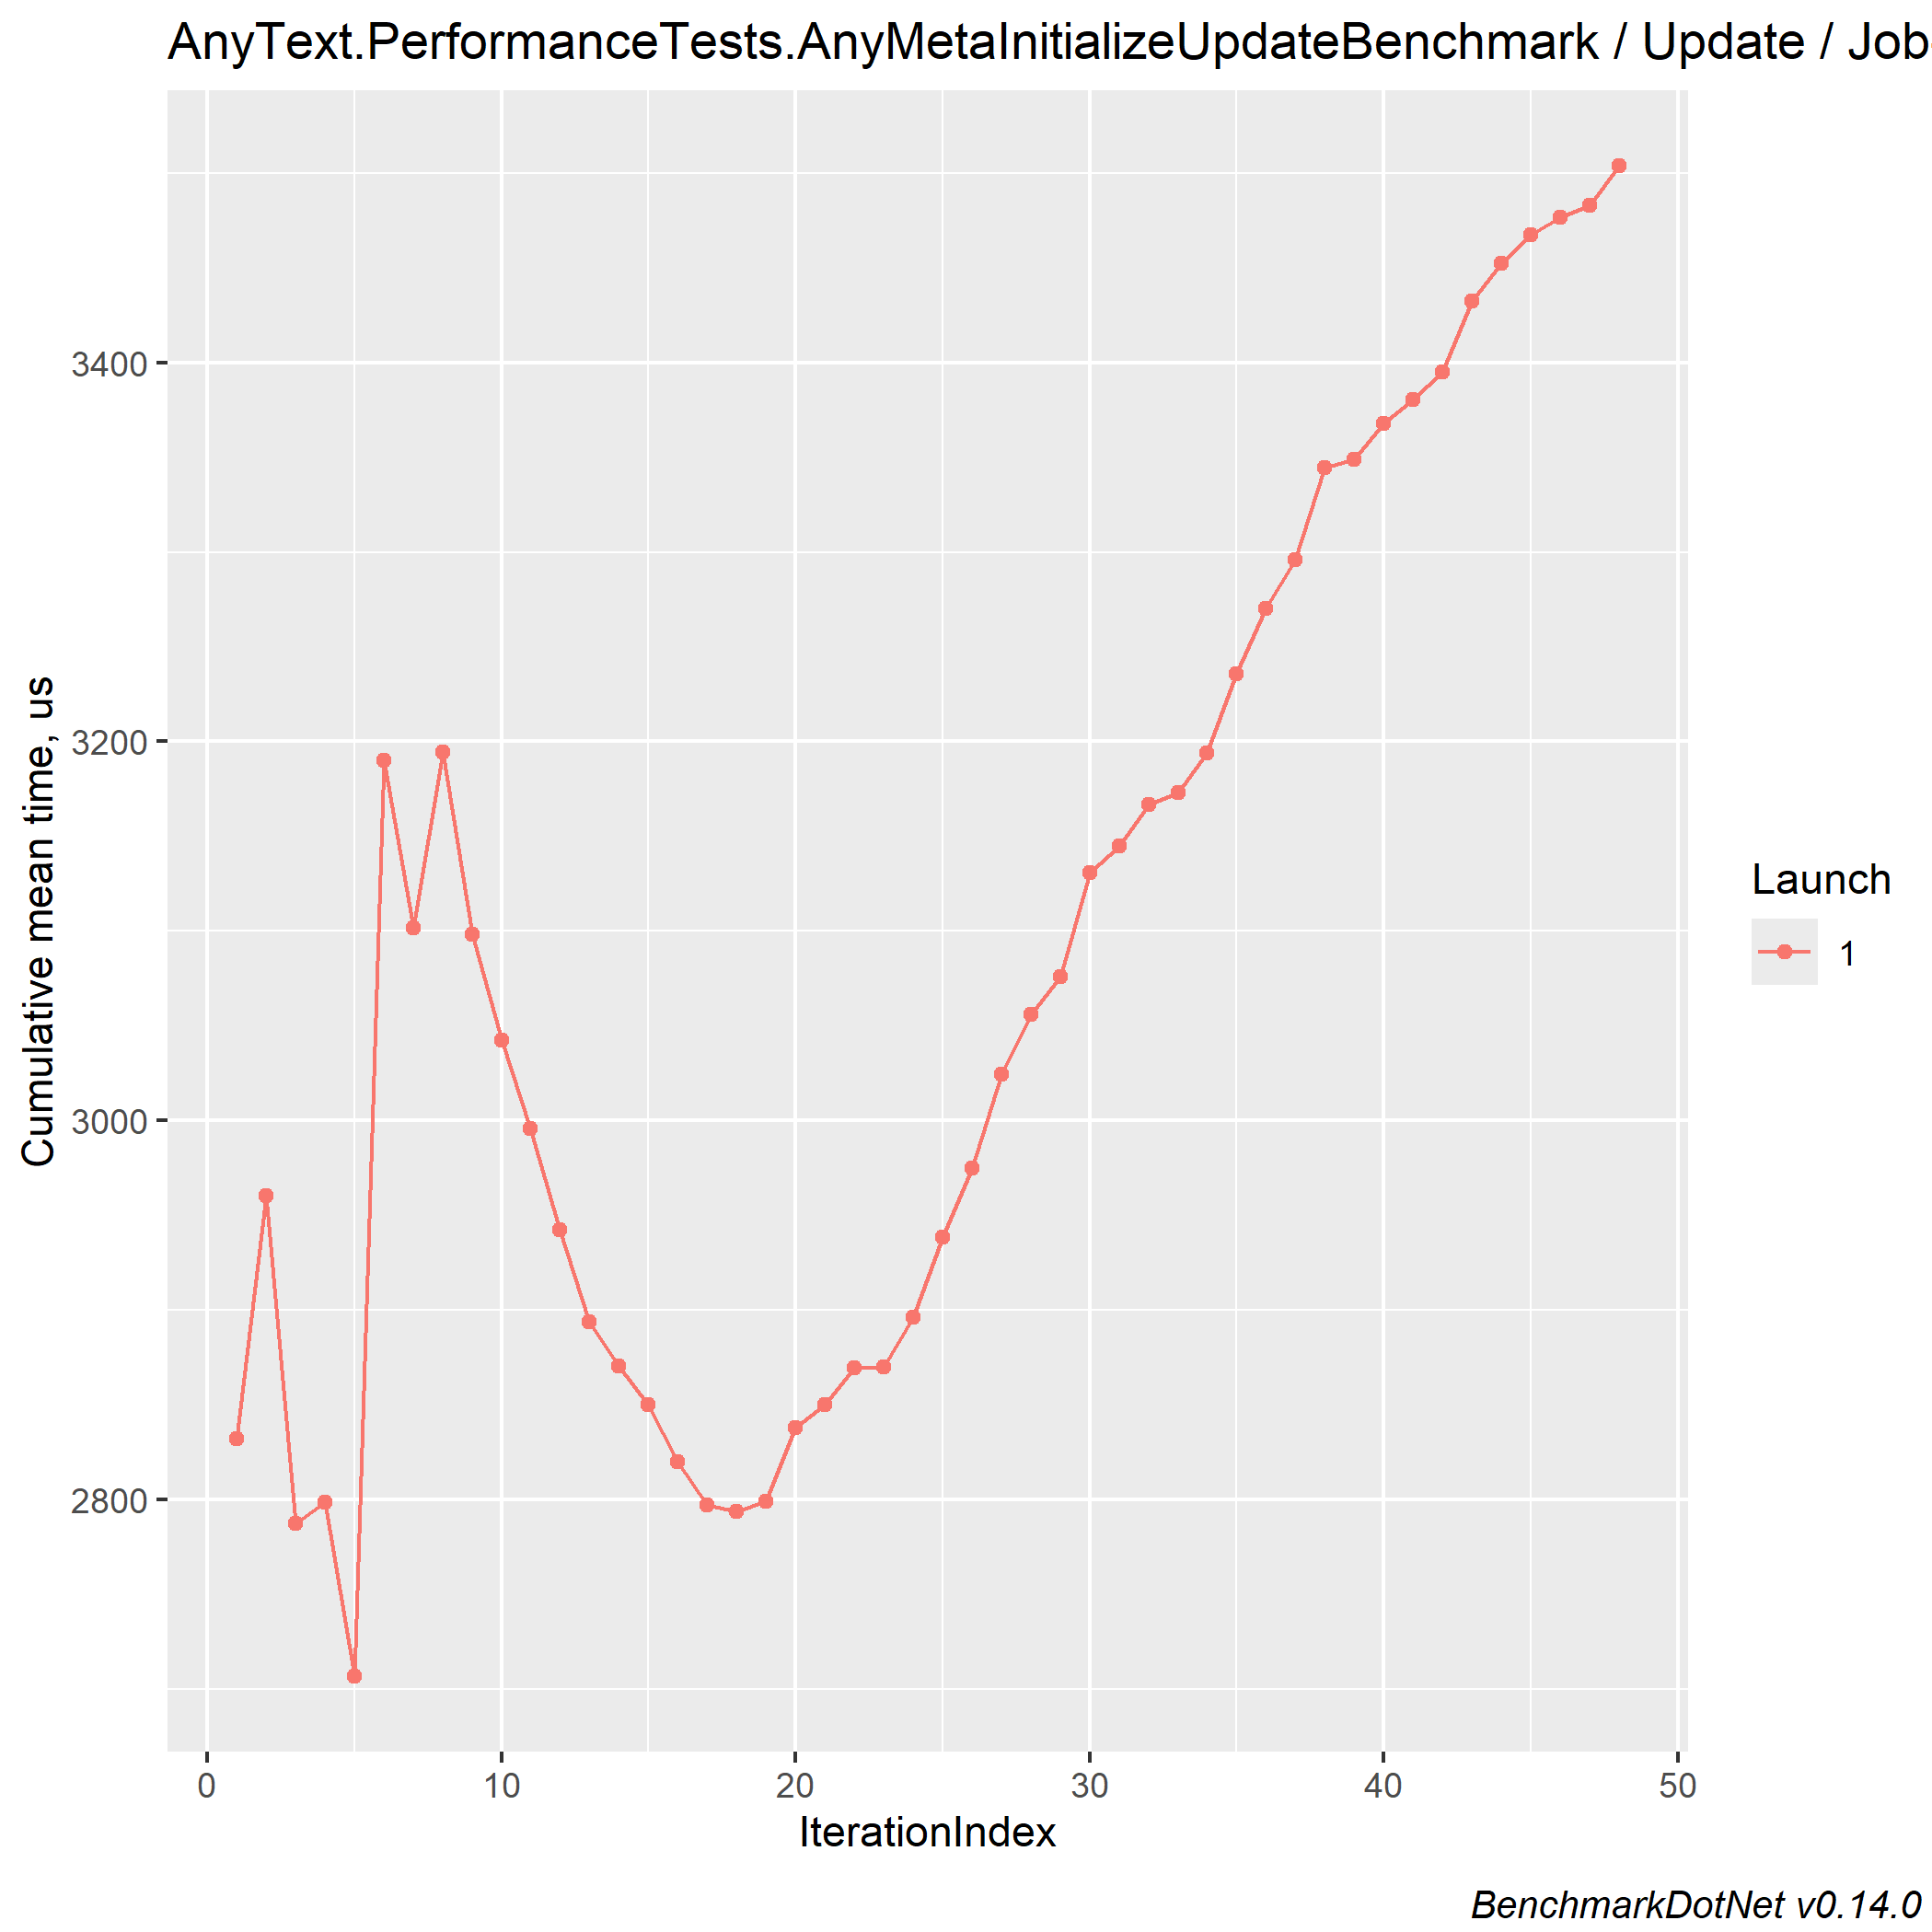 AnyText.PerformanceTests.AnyMetaInitializeUpdateBenchmark / Update / Job
Cumulative mean time, us
3400
3200
3000
2800
0 10 20 30 40 50
IterationIndex
Launch
1
BenchmarkDotNet v0.14.0